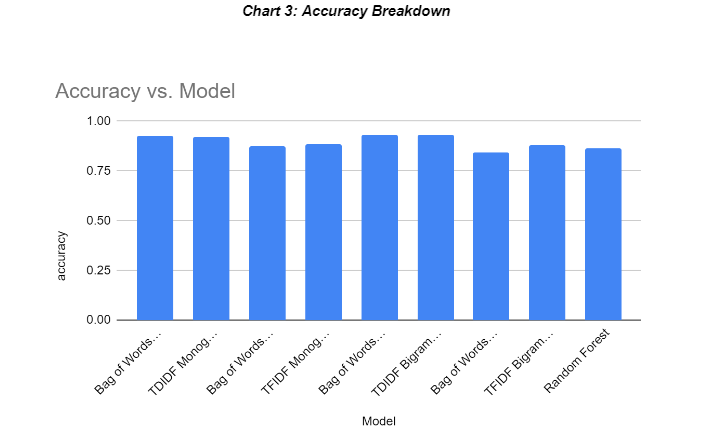 Chart 3: Accuracy Breakdown
Accuracy vs. Model
1.00
0.75
0.50
0.25
0.00
accuracy
Bag of Words...
TDIDF Monog...
Bag of Words...
TFIDF Monog...
Bag of Words...
TDIDF Bigram...
Bag of Words...
TFIDF Bigram...
Random Forest
Model